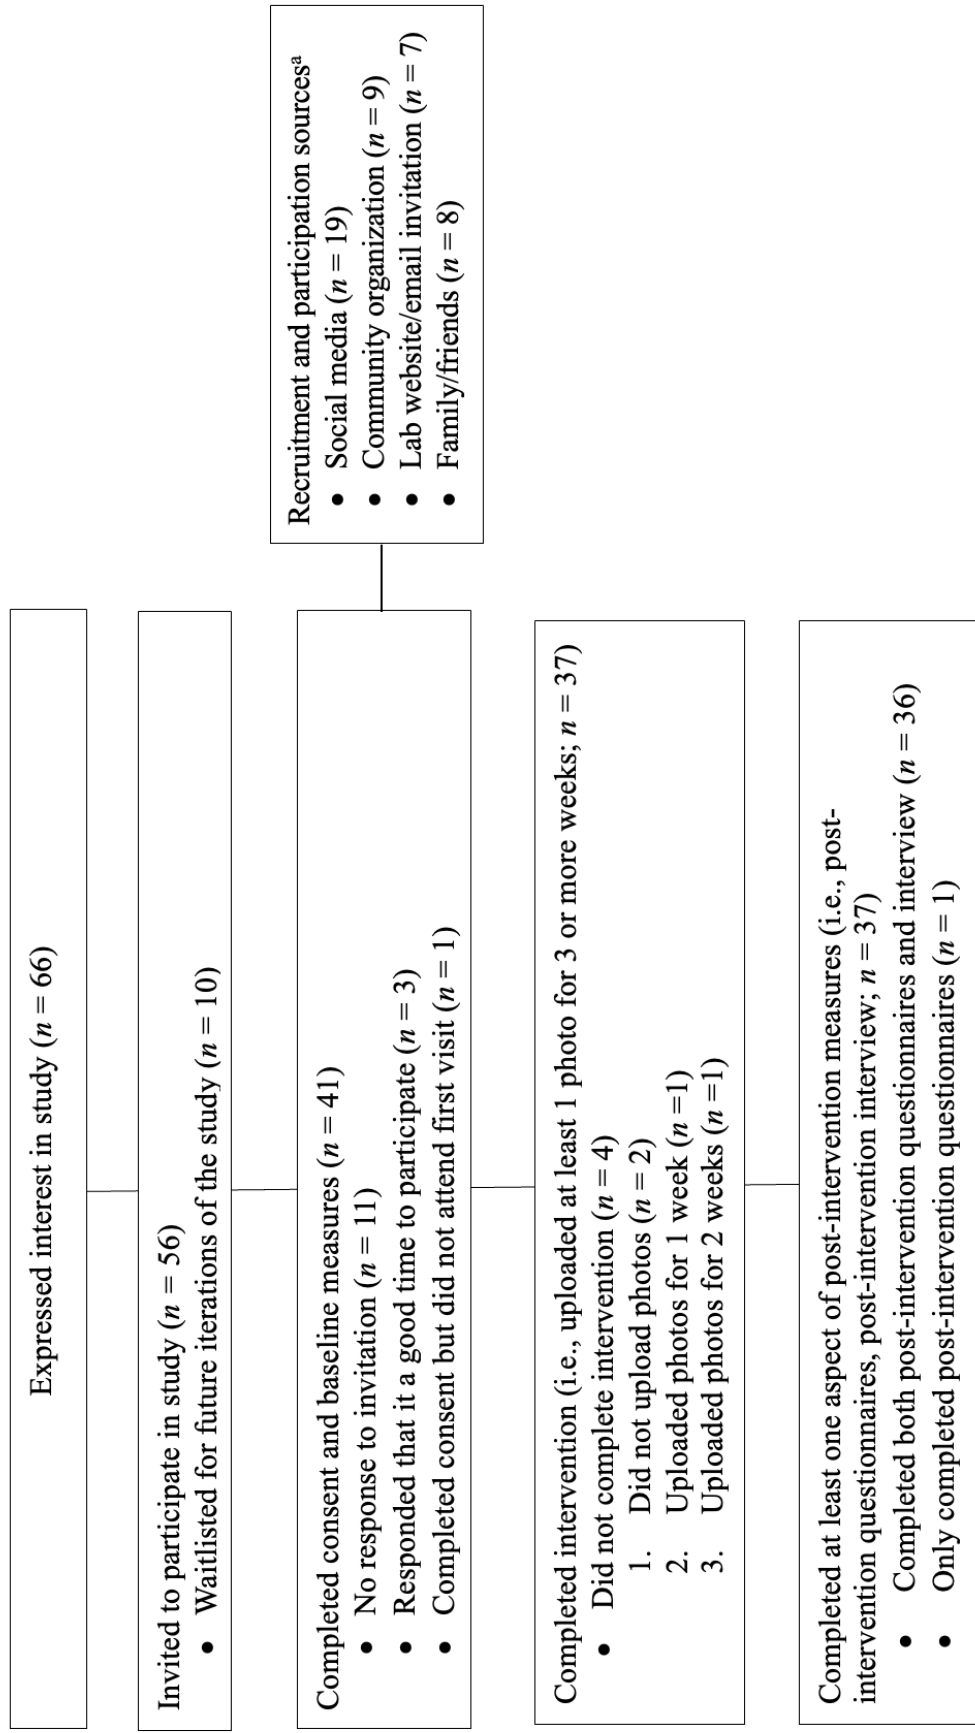 Expressed interest in study (n = 66)
Invited to participate in study (n = 56)
● Waitlisted for future iterations of the study (n = 10)
Completed consent and baseline measures (n = 41)
● No response to invitation (n = 11)
● Responded that it a good time to participate (n = 3)
● Completed consent but did not attend first visit (n = 1)
Recruitment and participation sourcesᵃ
● Social media (n = 19)
● Community organization (n = 9)
● Lab website/email invitation (n = 7)
● Family/friends (n = 8)
Completed intervention (i.e., uploaded at least 1 photo for 3 or more weeks; n = 37)
● Did not complete intervention (n = 4)
1. Did not upload photos (n = 2)
2. Uploaded photos for 1 week (n =1)
3. Uploaded photos for 2 weeks (n =1)
Completed at least one aspect of post-intervention measures (i.e., post-
intervention questionnaires, post-intervention interview; n = 37)
● Completed both post-intervention questionnaires and interview (n = 36)
● Only completed post-intervention questionnaires (n = 1)